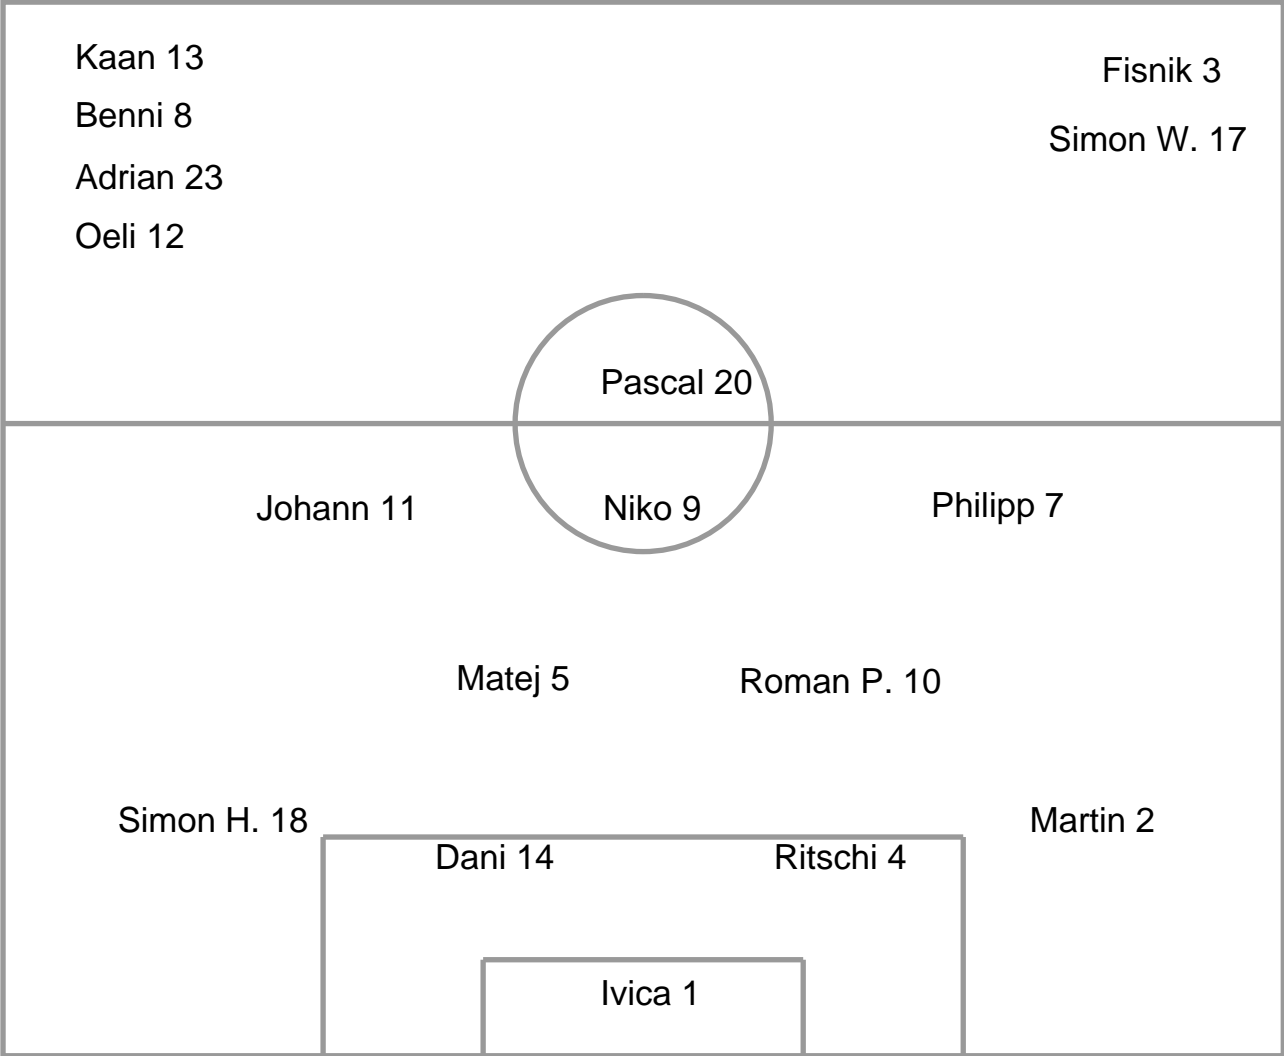 Kaan 13
Fisnik 3
Benni 8
Simon W. 17
Adrian 23
Oeli 12
Pascal 20
Johann 11
Niko 9
Philipp 7
Matej 5
Roman P. 10
Simon H. 18
Martin 2
Dani 14
Ritschi 4
Ivica 1